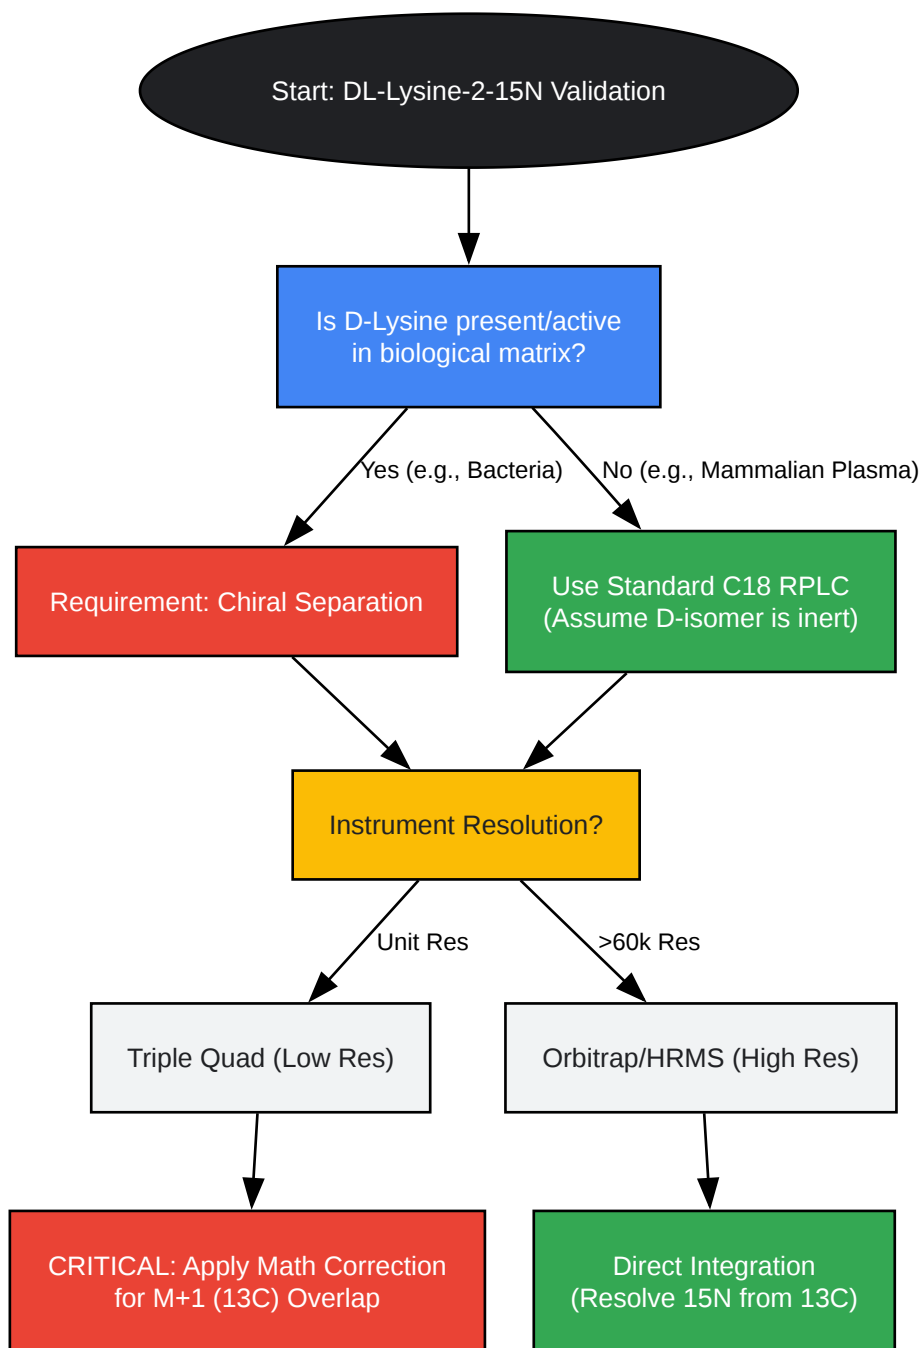 Start: DL-Lysine-2-15N Validation
Is D-Lysine present/active
in biological matrix?
Yes (e.g., Bacteria)
No (e.g., Mammalian Plasma)
Requirement: Chiral Separation
Use Standard C18 RPLC
(Assume D-isomer is inert)
Instrument Resolution?
Unit Res
>60k Res
Triple Quad (Low Res)
Orbitrap/HRMS (High Res)
CRITICAL: Apply Math Correction
for M+1 (13C) Overlap
Direct Integration
(Resolve 15N from 13C)